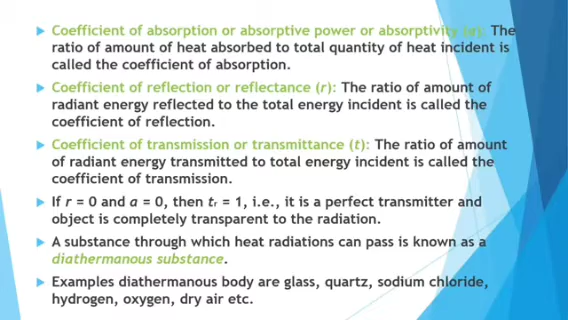 Coefficient of absorption or absorptive power or absorptivity (a): The
ratio of amount of heat absorbed to total quantity of heat incident is
called the coefficient of absorption.
Coefficient of reflection or reflectance (r): The ratio of amount of
radiant energy reflected to the total energy incident is called the
coefficient of reflection.
Coefficient of transmission or transmittance (t): The ratio of amount
of radiant energy transmitted to total energy incident is called the
coefficient of transmission.
If r = 0 and a = 0, then tr = 1, i.e., it is a perfect transmitter and
object is completely transparent to the radiation.
A substance through which heat radiations can pass is known as a
diathermanous substance.
Examples diathermanous body are glass, quartz, sodium chloride,
hydrogen, oxygen, dry air etc.